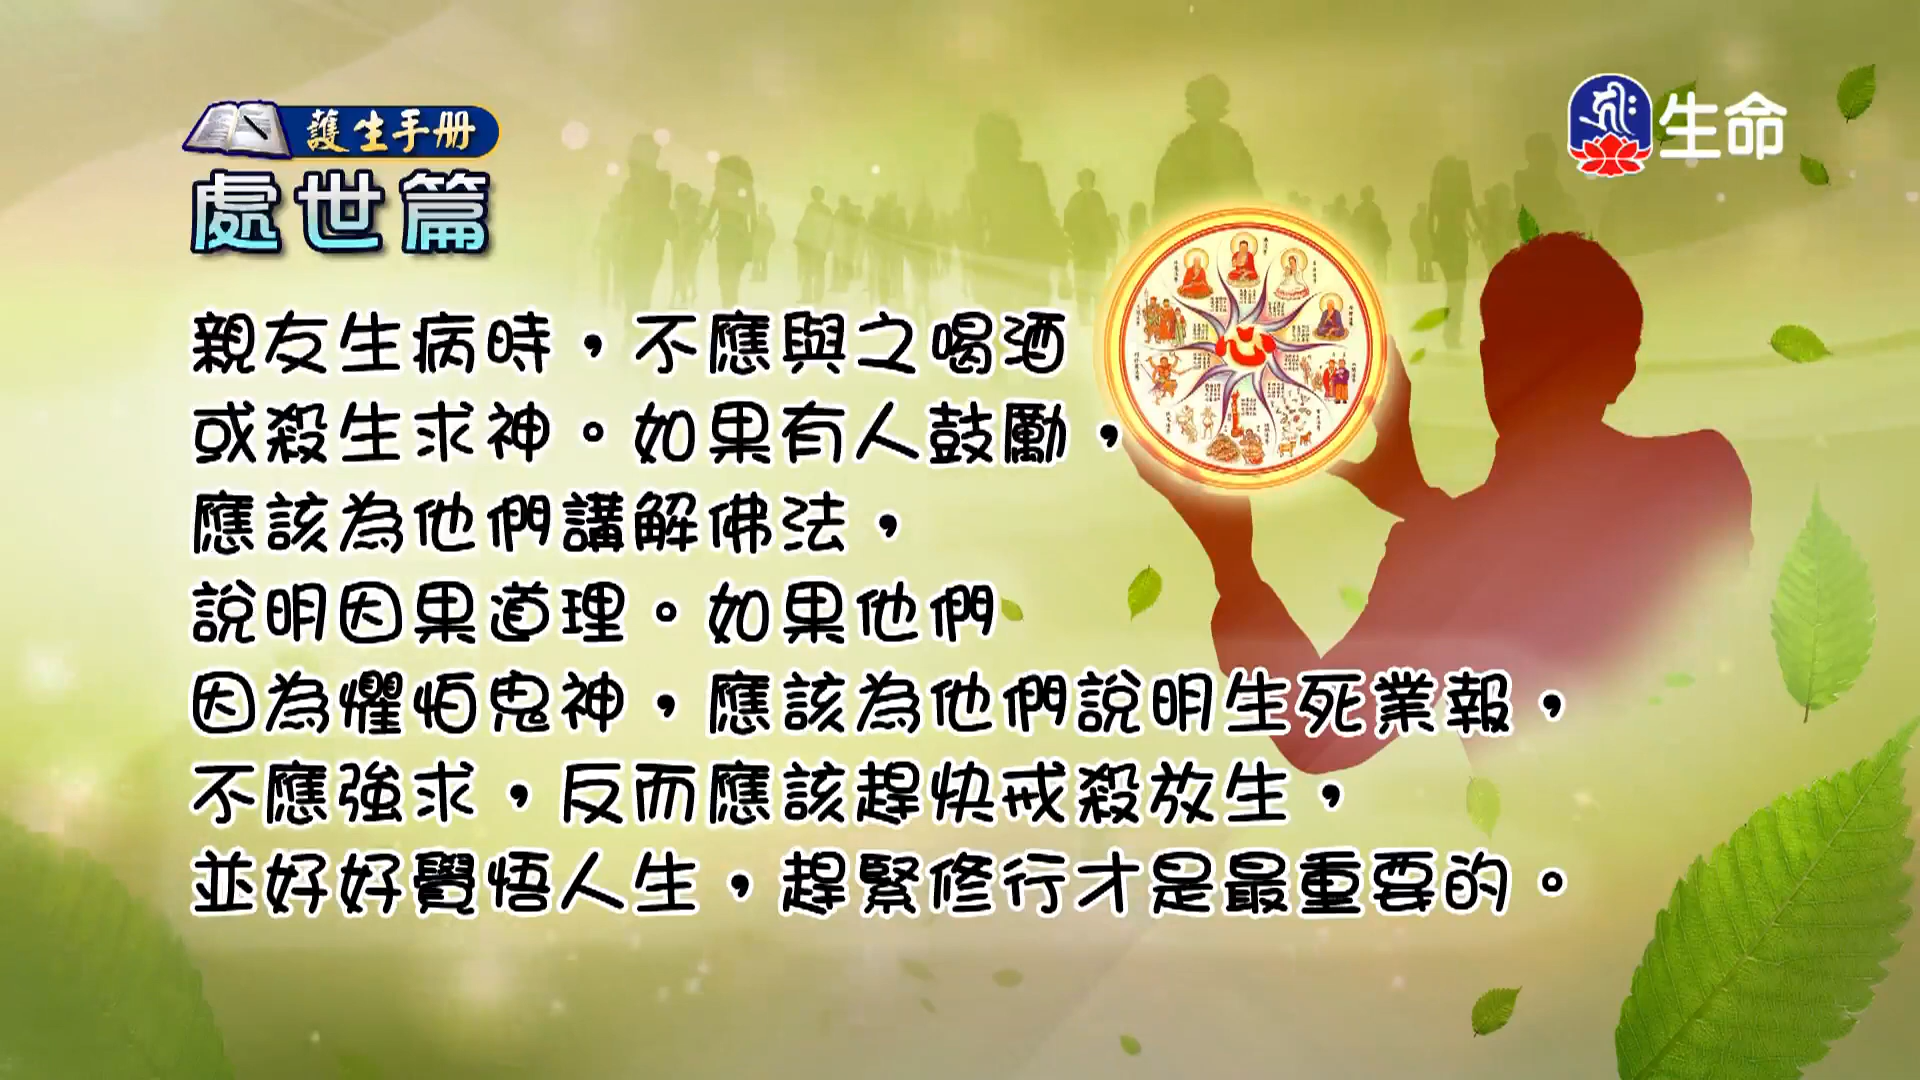 護生手册
處世篇
生命
親友生病時，不應與之喝酒
或殺生求神。如果有人鼓勵，
應該為他們講解佛法，
說明因果道理。如果他們
因為懼怕鬼神，應該為他們說明生死業報，
不應強求，反而應該趕快戒殺放生，
並好好覺悟人生，趕緊修行才是最重要的。
心